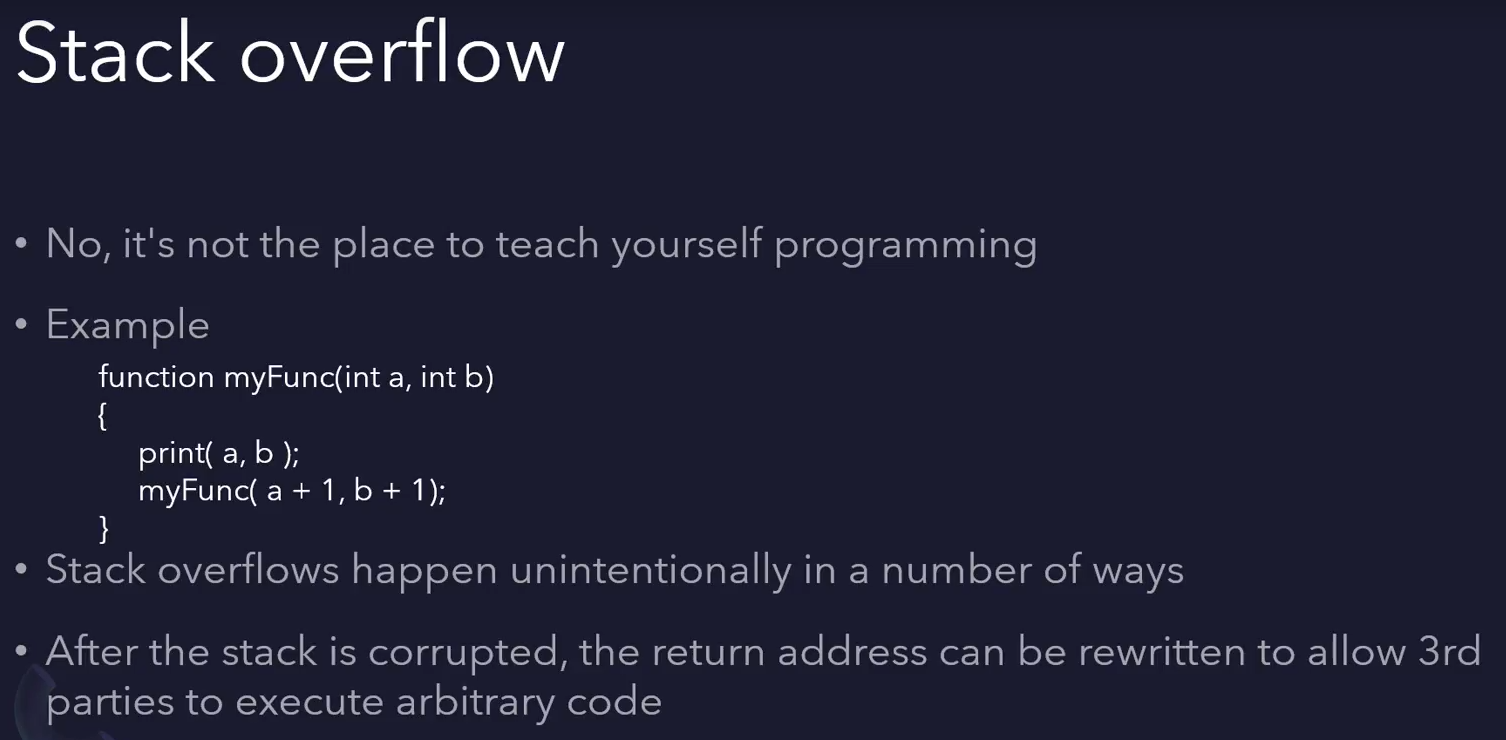 Stack overflow
• No, it's not the place to teach yourself programming
• Example
function myFunc(int a, int b)
{
print( a, b );
myFunc( a + 1, b + 1);
}
• Stack overflows happen unintentionally in a number of ways
• After the stack is corrupted, the return address can be rewritten to allow 3rd
parties to execute arbitrary code